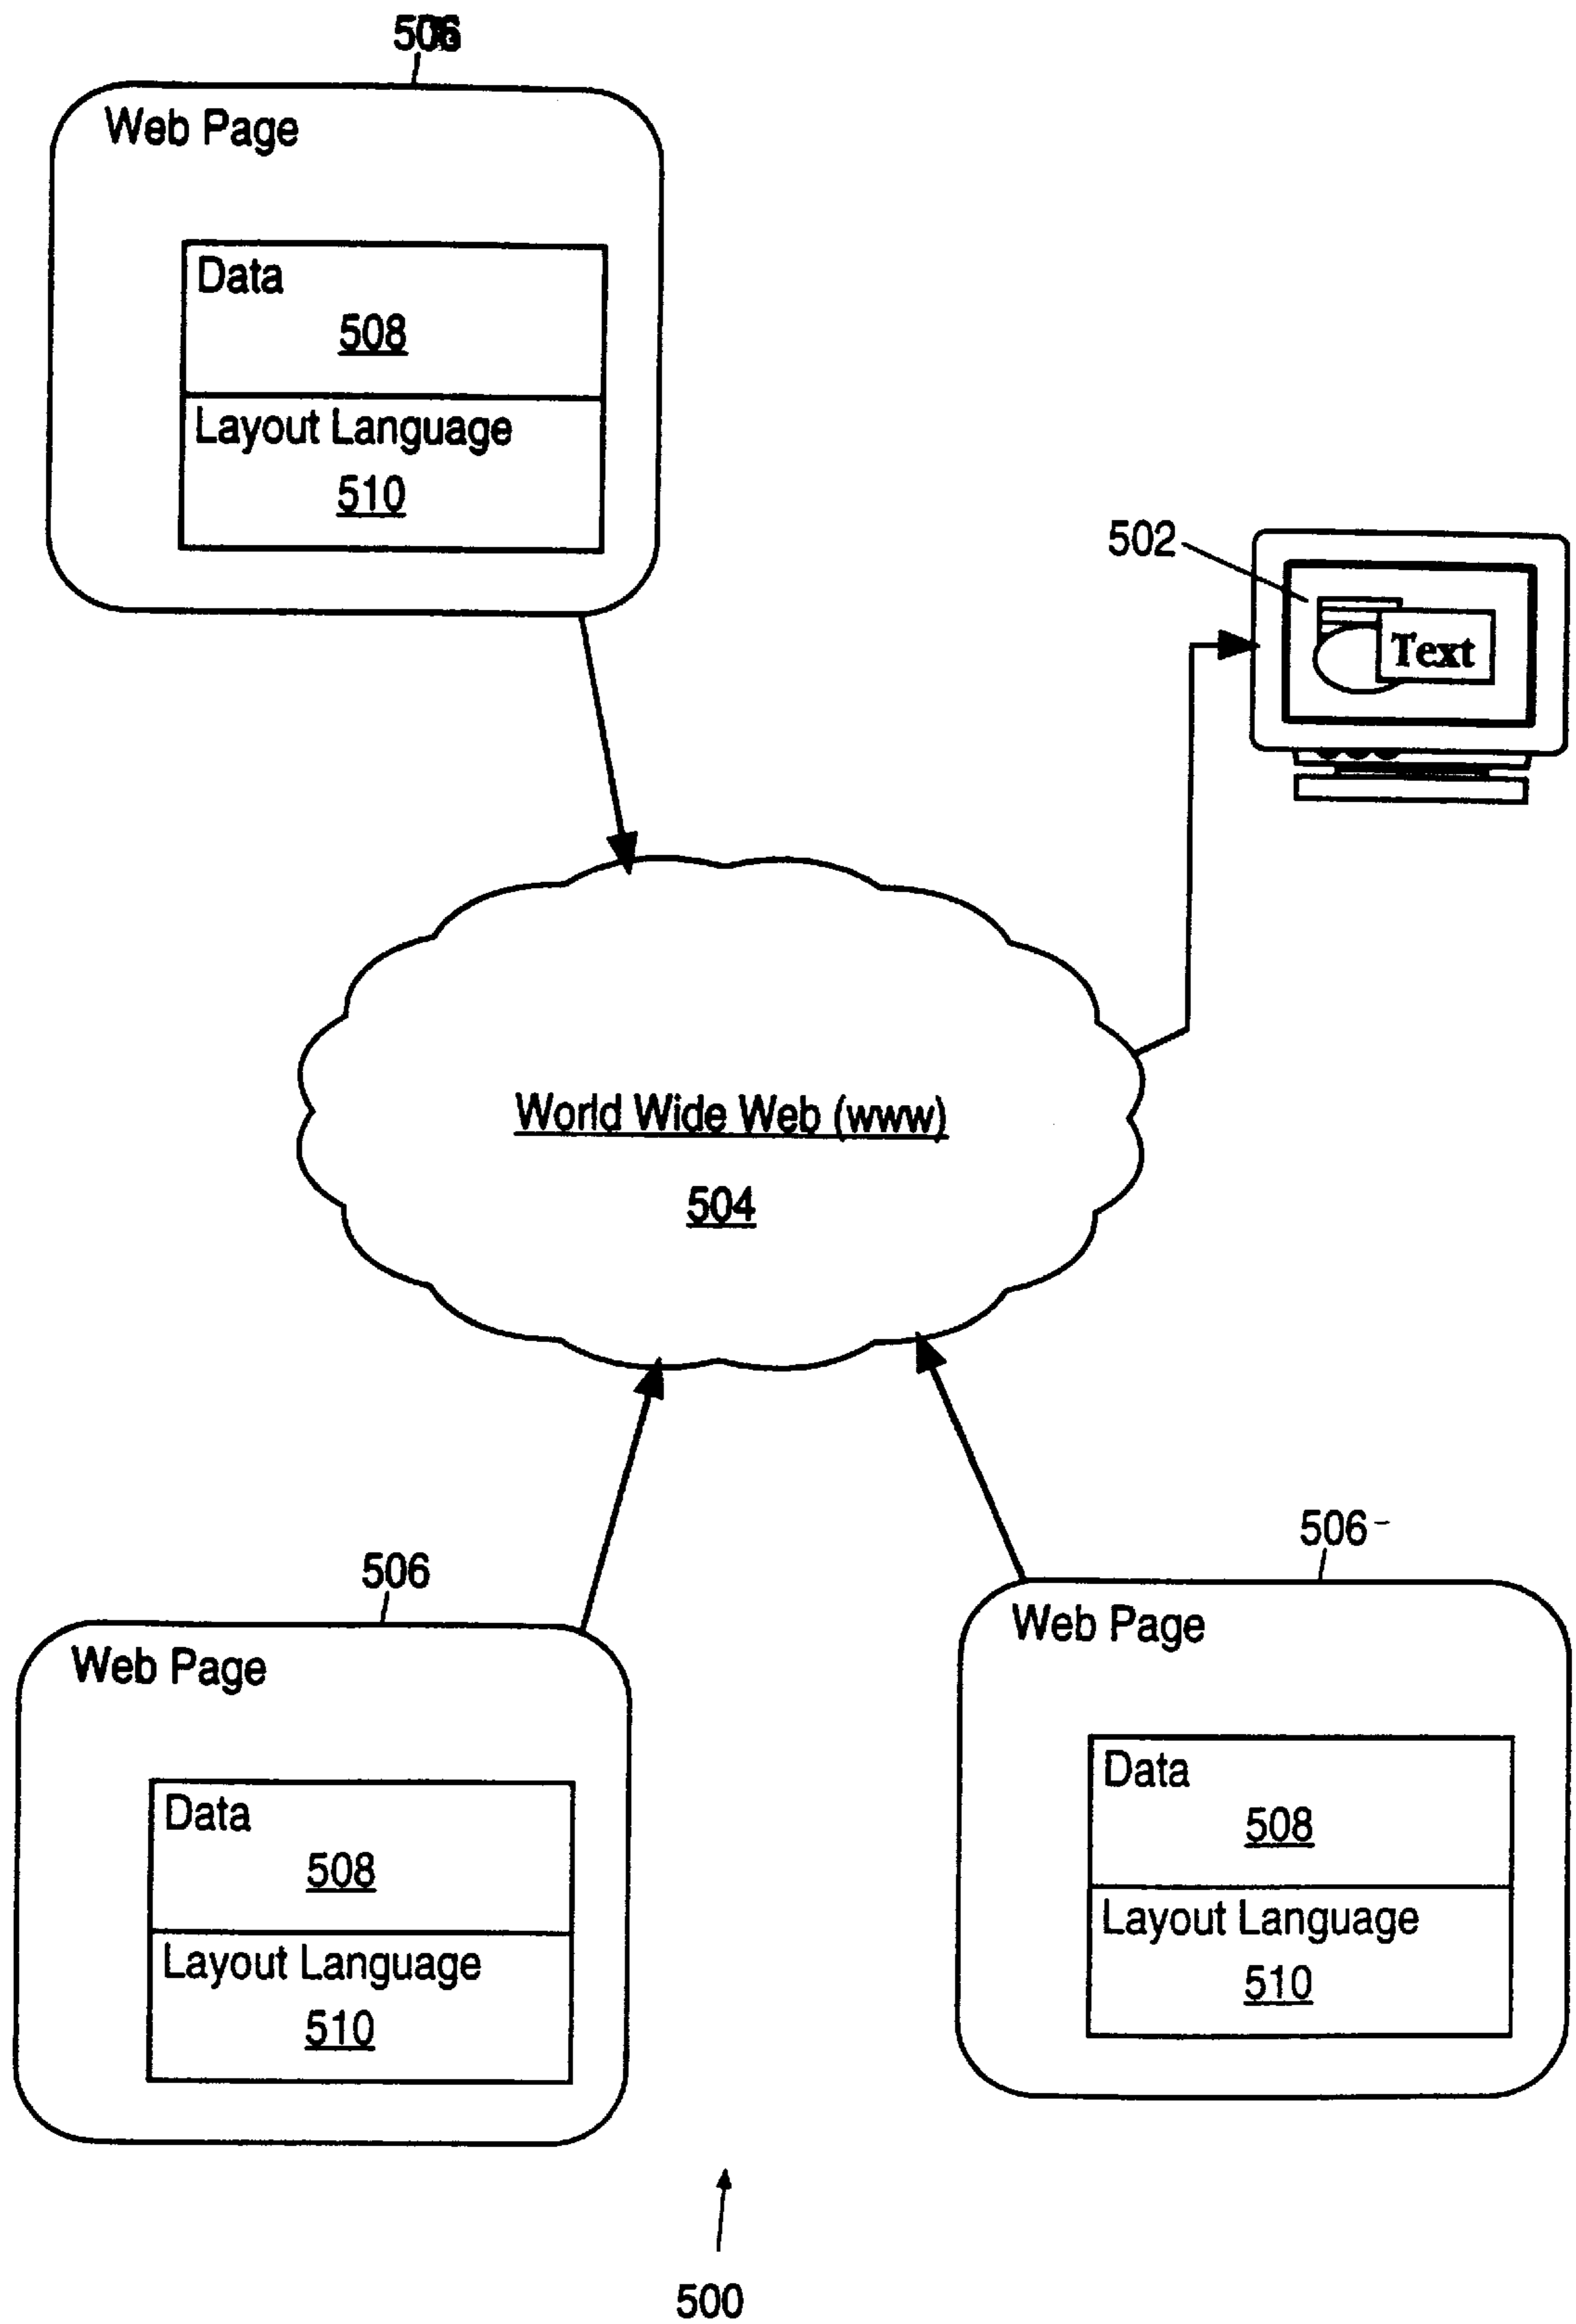 506
Web Page
Data
508
Layout Language
510
502
Text
World Wide Web (www)
504
506
Web Page
Data
508
Layout Language
510
506
Web Page
Data
508
Layout Language
510
500